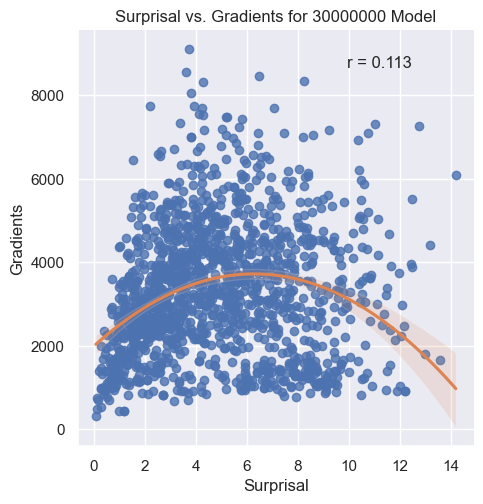 Surprisal vs. Gradients for 30000000 Model
r = 0.113
8000
6000
4000
2000
0
Gradients
0 2 4 6 8 10 12 14
Surprisal